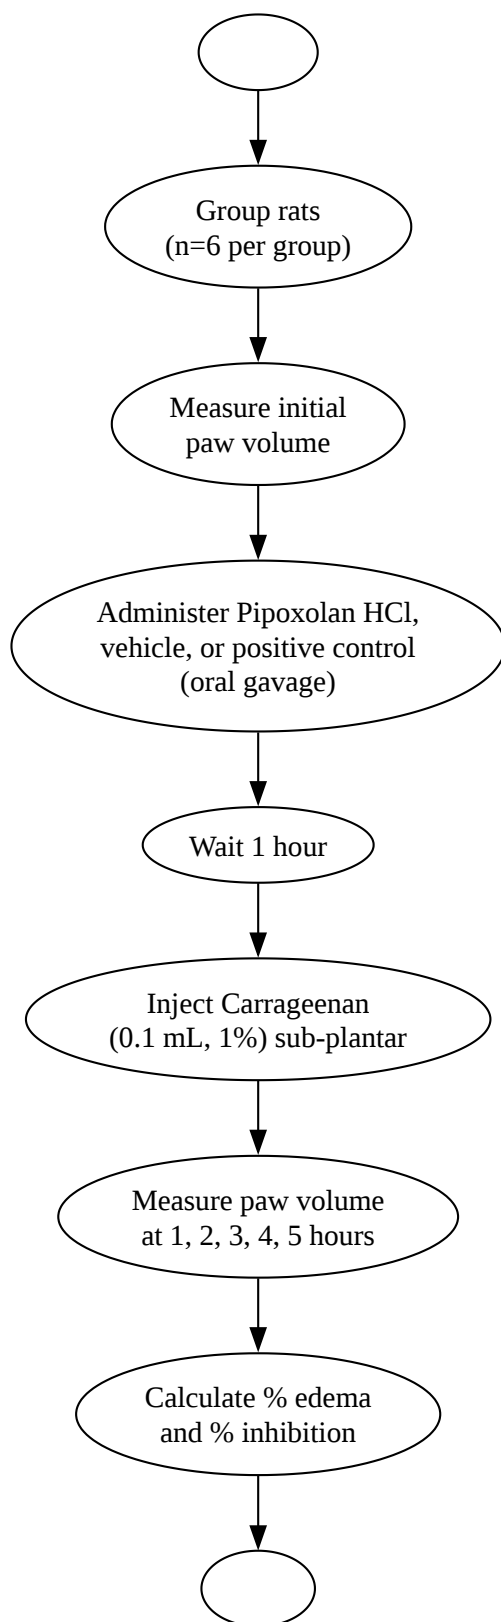 Group rats
(n=6 per group)
Measure initial
paw volume
Administer Pipoxolan HCl,
vehicle, or positive control
(oral gavage)
Wait 1 hour
Inject Carrageenan
(0.1 mL, 1%) sub-plantar
Measure paw volume
at 1, 2, 3, 4, 5 hours
Calculate % edema
and % inhibition